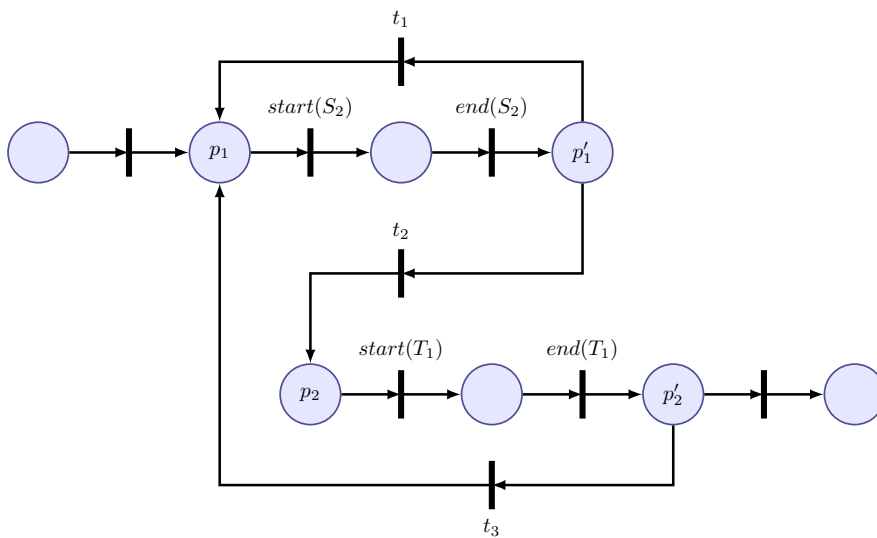 t₁
start(S₂)
end(S₂)
p₁
p′₁
t₂
start(T₁)
end(T₁)
p₂
p′₂
t₃